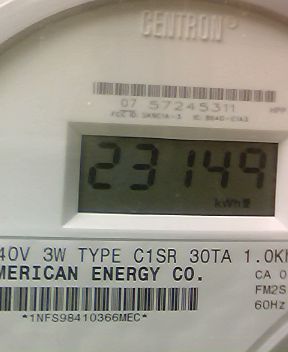 CENTRON®
07 57245311
23149
kWh
40V 3W TYPE C1SR 30TA 1.0K
MERICAN ENERGY CO.
CA 0
FM2S
60Hz
*1NFS98410366MEC*